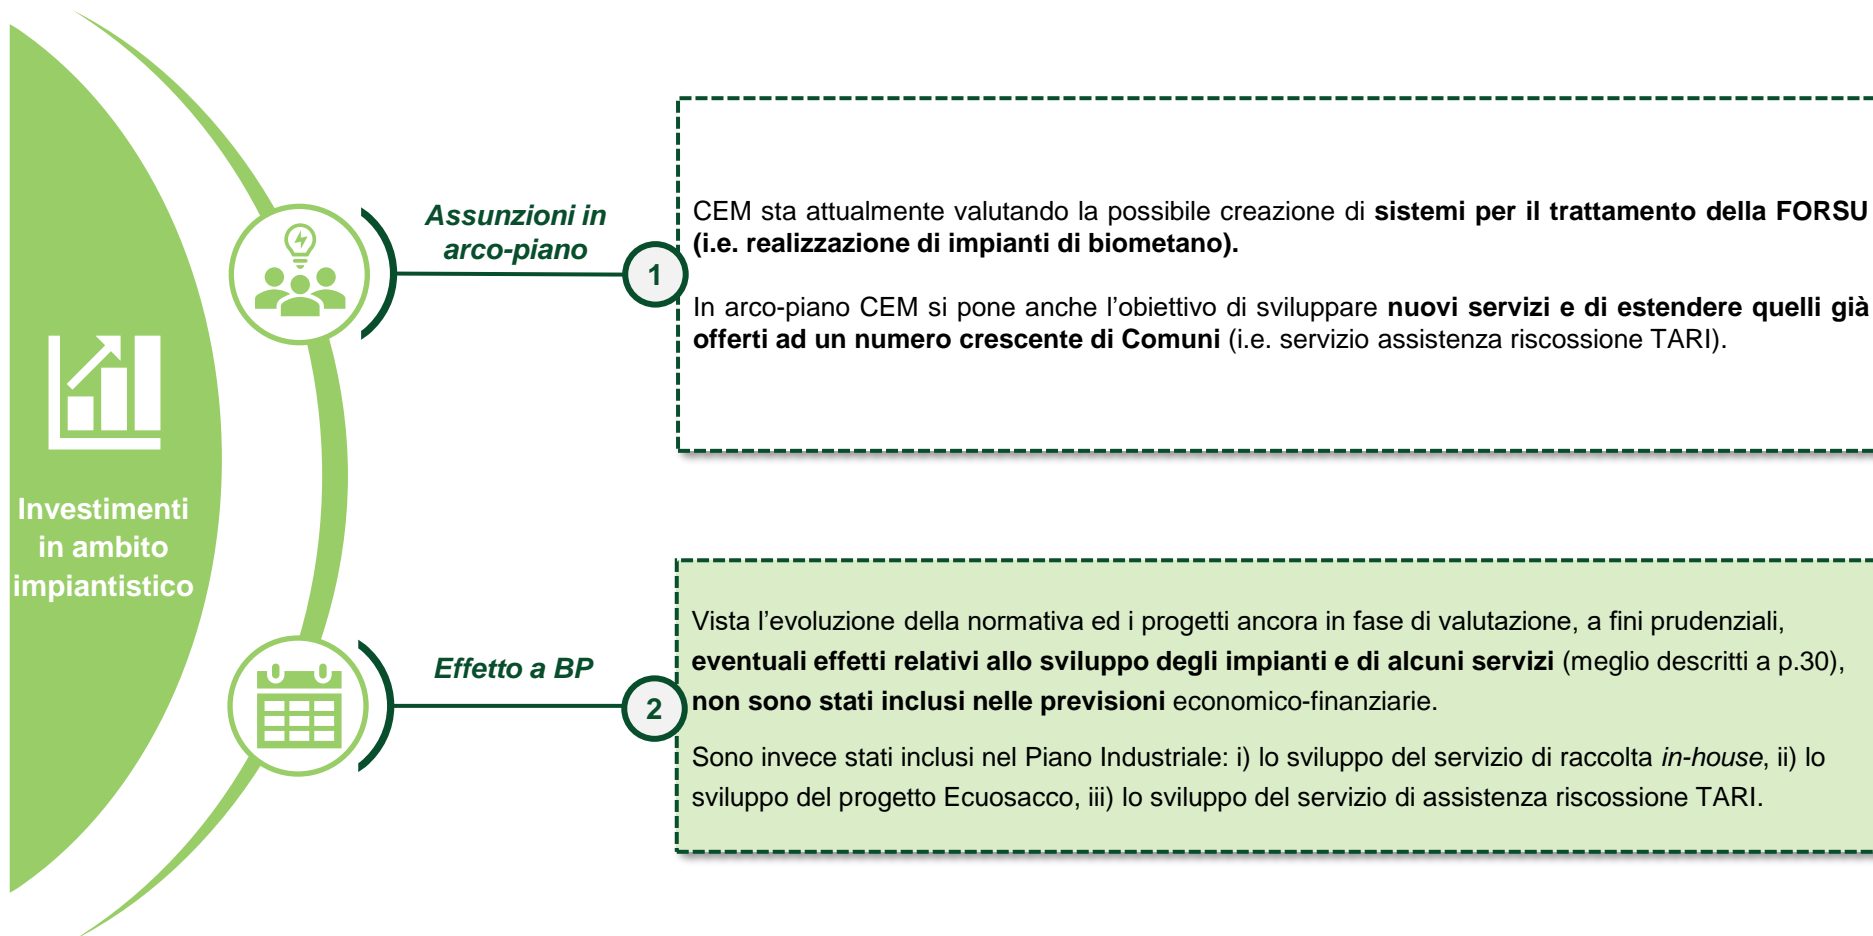 Investimenti
in ambito
impiantistico
Assunzioni in
arco-piano
1
CEM sta attualmente valutando la possibile creazione di sistemi per il trattamento della FORSU
(i.e. realizzazione di impianti di biometano).
In arco-piano CEM si pone anche l’obiettivo di sviluppare nuovi servizi e di estendere quelli già
offerti ad un numero crescente di Comuni (i.e. servizio assistenza riscossione TARI).
Effetto a BP
2
Vista l’evoluzione della normativa ed i progetti ancora in fase di valutazione, a fini prudenziali,
eventuali effetti relativi allo sviluppo degli impianti e di alcuni servizi (meglio descritti a p.30),
non sono stati inclusi nelle previsioni economico-finanziarie.
Sono invece stati inclusi nel Piano Industriale: i) lo sviluppo del servizio di raccolta in-house, ii) lo
sviluppo del progetto Ecuosacco, iii) lo sviluppo del servizio di assistenza riscossione TARI.